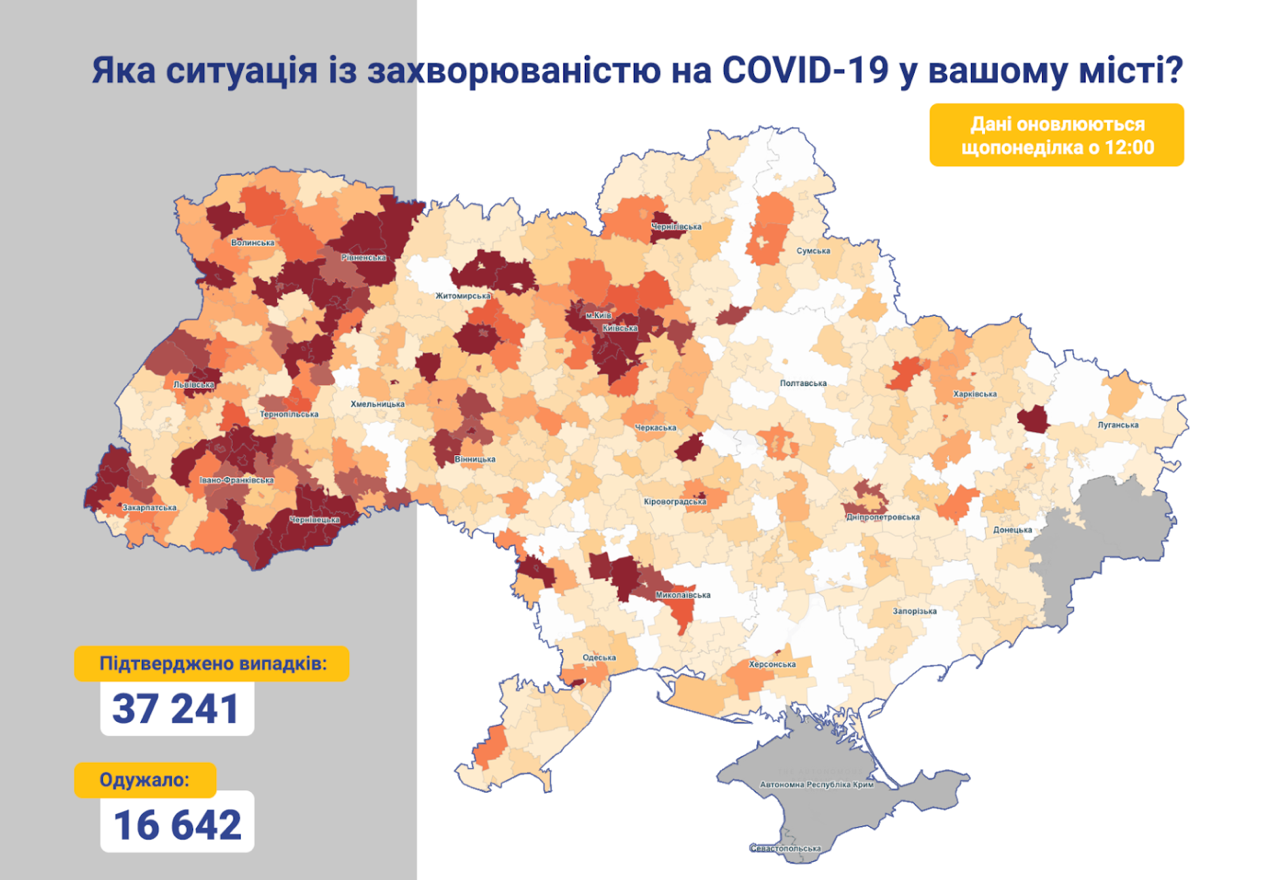 Яка ситуація із захворюваністю на COVID-19 у вашому місті?
Дані оновлюються
щопонеділка о 12:00
Чернігівська
Волинська
Рівненська
Сумська
Житомирська
м.Київ
Київська
Львівська
Полтавська
Харківська
Хмельницька
Тернопільська
Черкаська
Луганська
Вінницька
Івано-Франківська
Кіровоградська
Закарпатська
Чернівецька
Дніпропетровська
Донецька
Миколаївська
Запорізька
Одеська
Херсонська
Підтверджено випадків:
37 241
Одужало:
16 642
Автономна Республіка Крим
Севастопольська